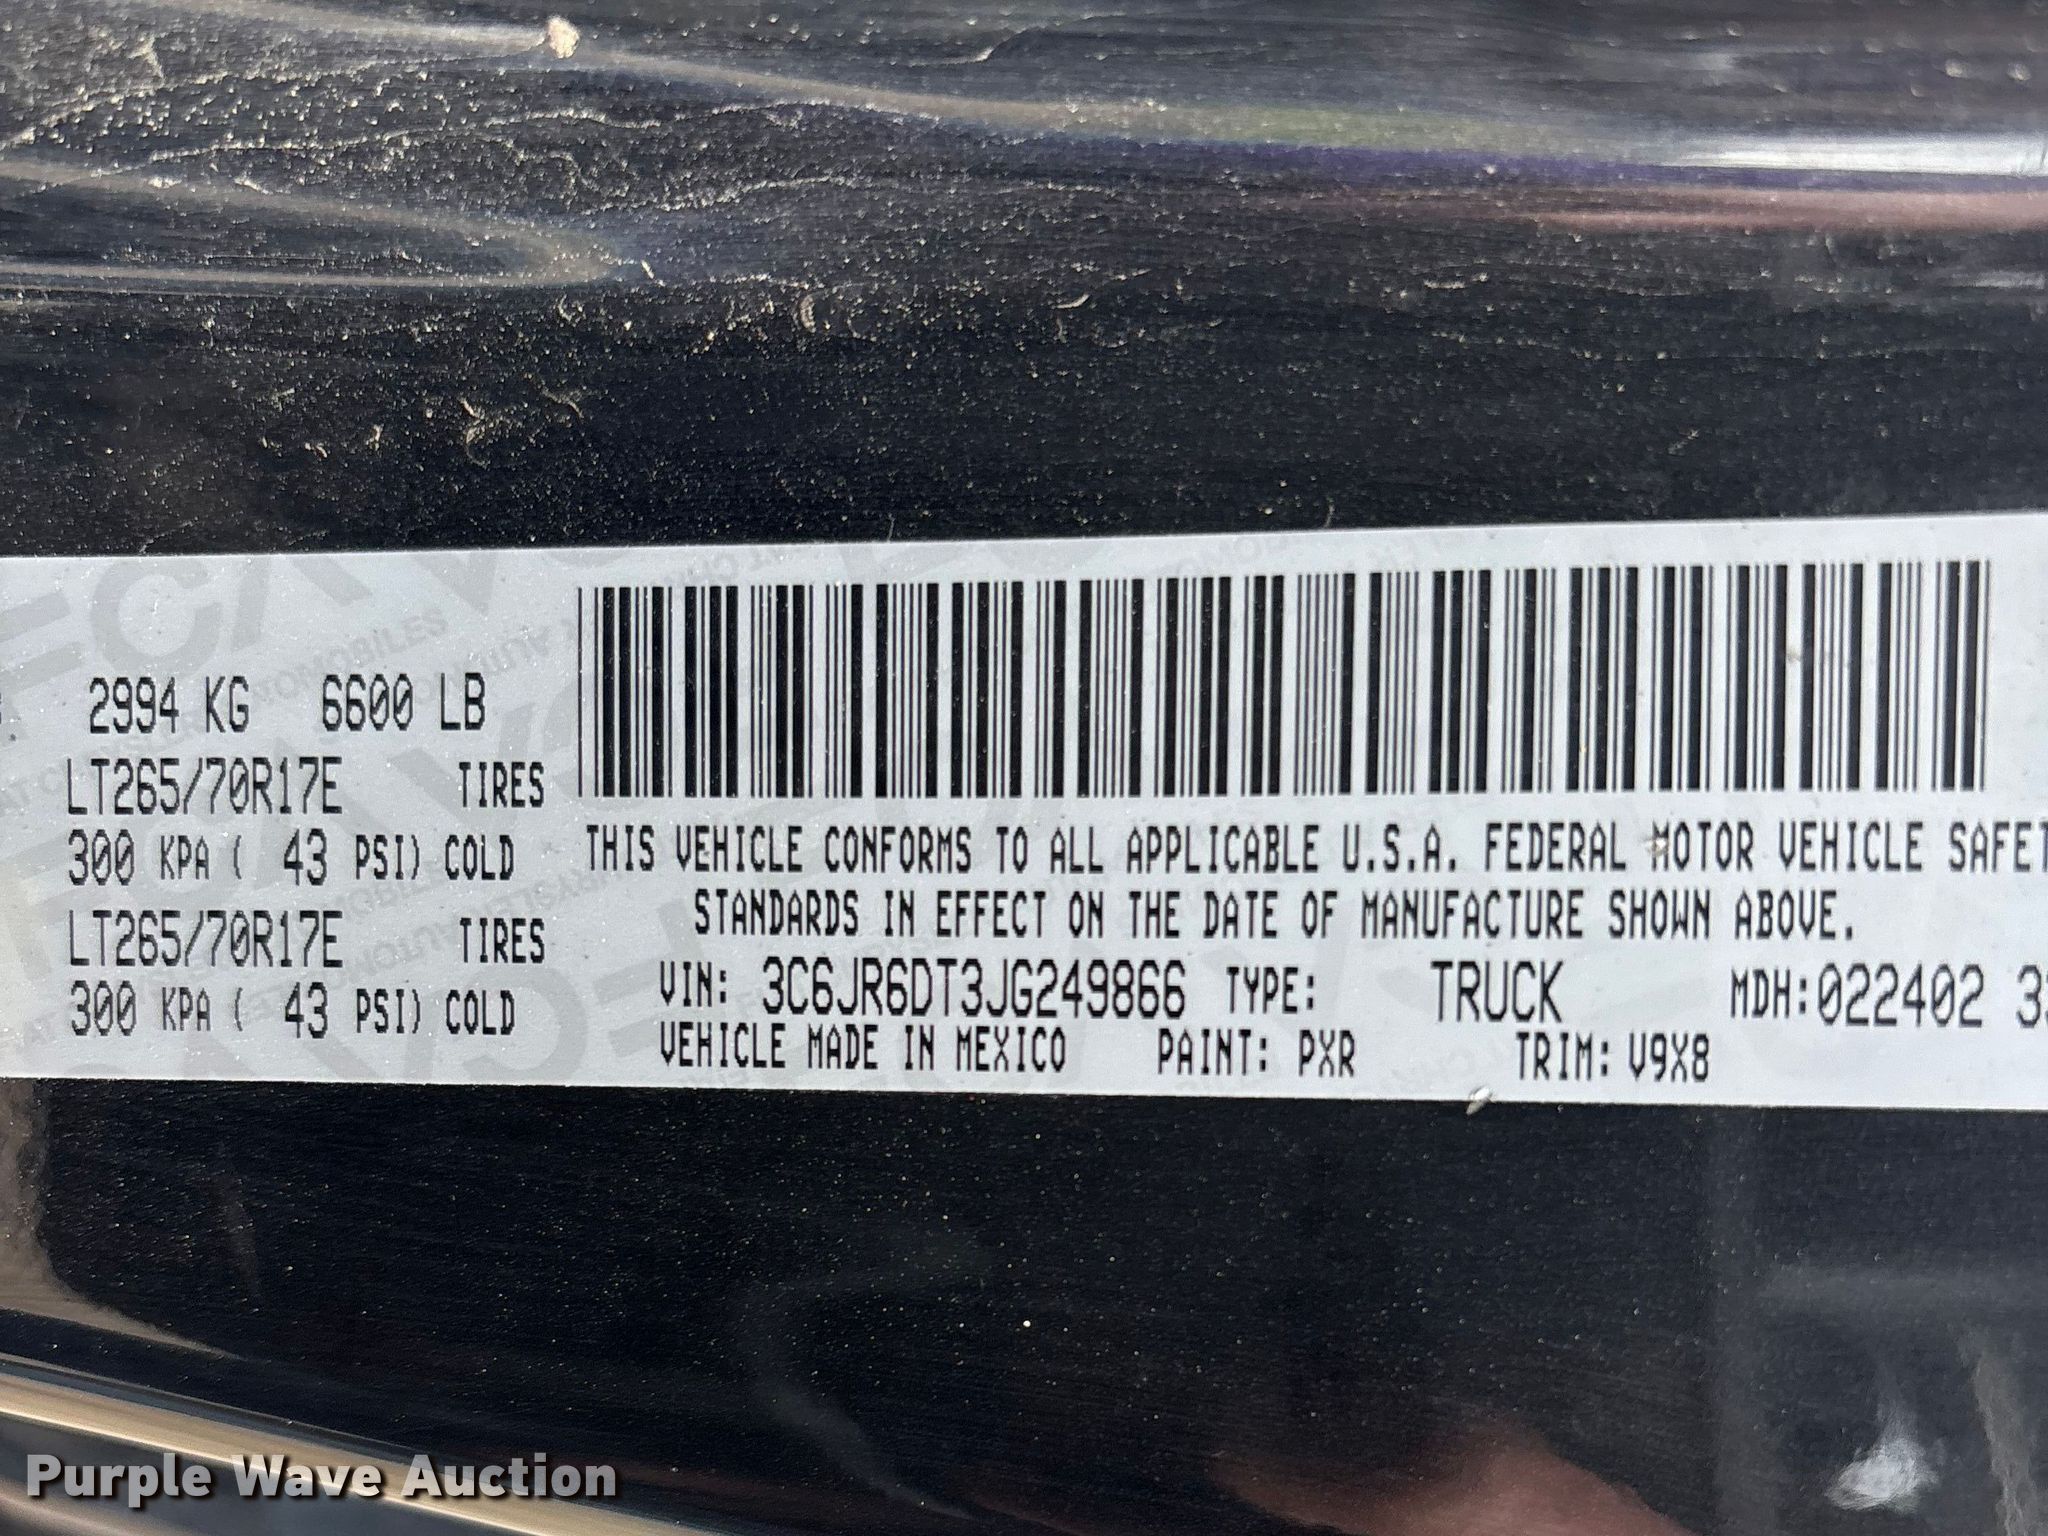 2994 KG 6600 LB
LT265/70R17E TIRES
300 KPA ( 43 PSI) COLD
LT265/70R17E TIRES
300 KPA ( 43 PSI) COLD
THIS VEHICLE CONFORMS TO ALL APPLICABLE U.S.A. FEDERAL MOTOR VEHICLE SAFET
STANDARDS IN EFFECT ON THE DATE OF MANUFACTURE SHOWN ABOVE.
VIN: 3C6JR6DT3JG249866 TYPE: TRUCK MDH:022402 33
VEHICLE MADE IN MEXICO PAINT: PXR TRIM: V9X8
Purple Wave Auction